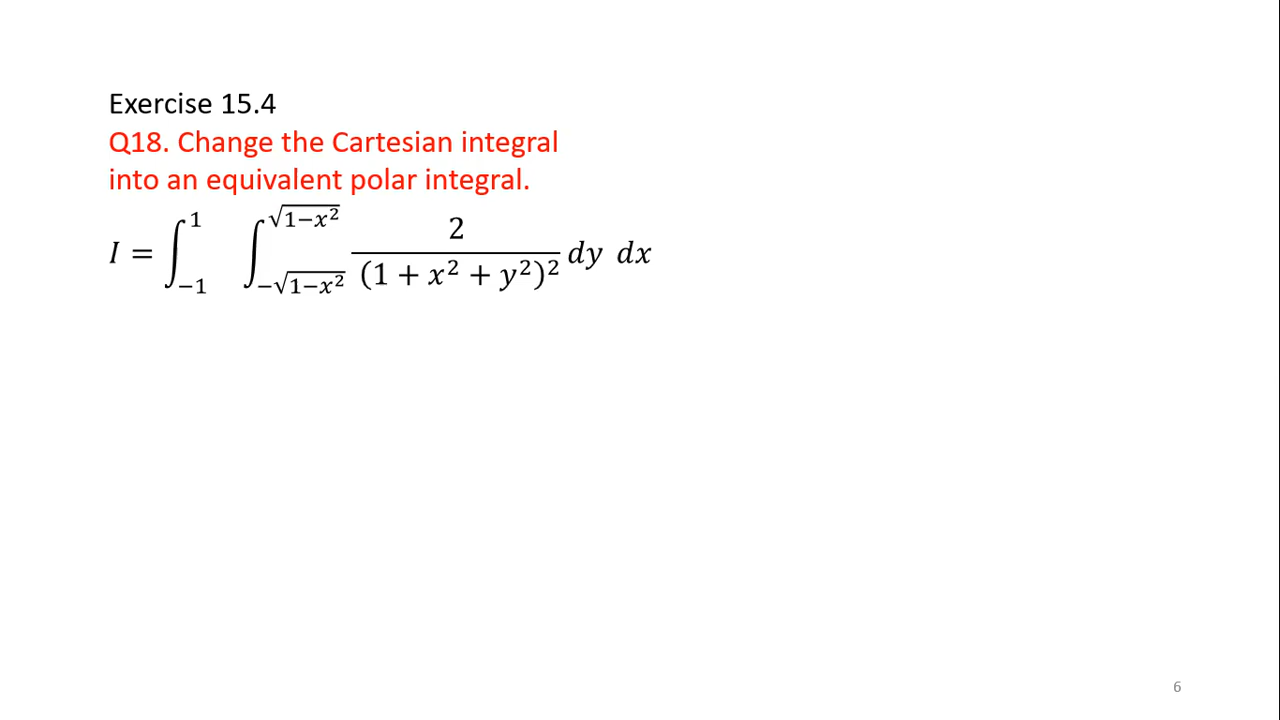 Exercise 15.4
Q18. Change the Cartesian integral
into an equivalent polar integral.
𝐼 = ∫_{−1}^{1} ∫_{−√(1−𝑥²)}^{√(1−𝑥²)} 2/(1 + 𝑥² + 𝑦²)² 𝑑𝑦 𝑑𝑥
6